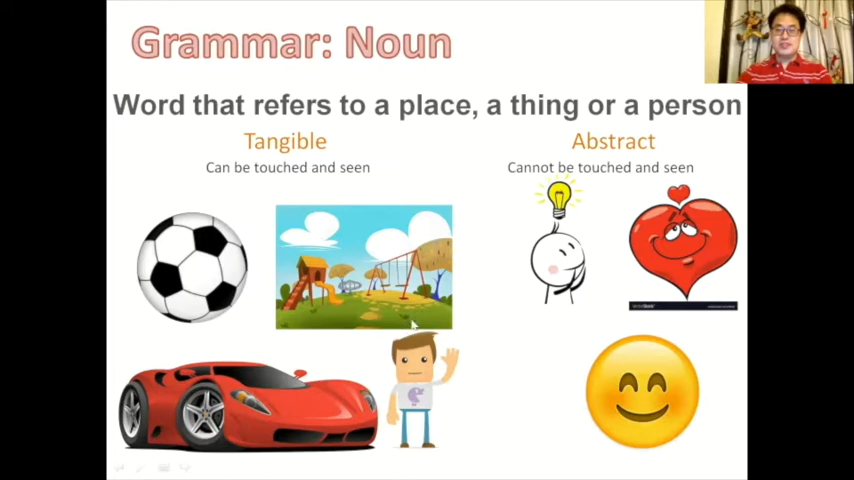 Grammar: Noun
Word that refers to a place, a thing or a person
Tangible
Can be touched and seen
Abstract
Cannot be touched and seen